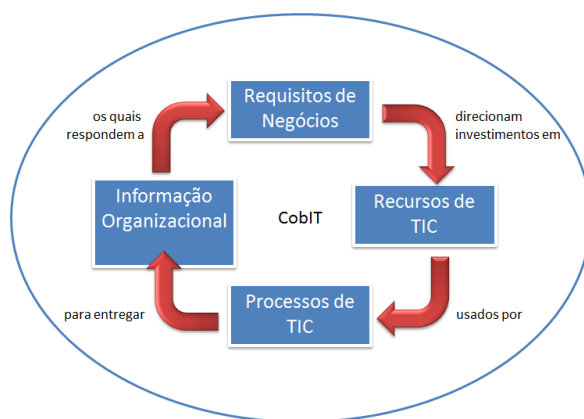 Requisitos de
Negócios
direcionam
investimentos em
Recursos de
TIC
usados por
Processos de
TIC
para entregar
Informação
Organizacional
os quais
respondem a
CobIT